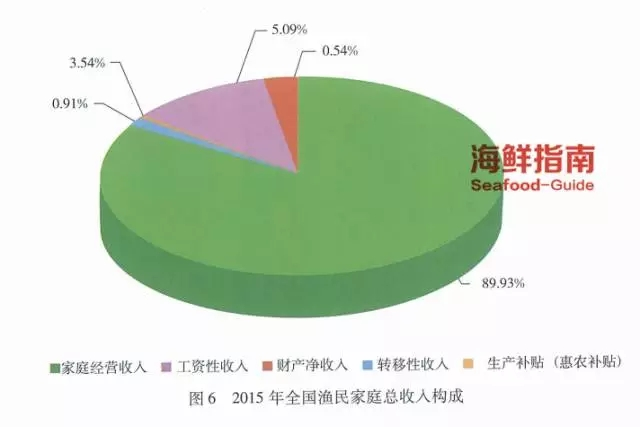 5.09%
3.54%
0.54%
0.91%
海鲜指南
Seafood-Guide
89.93%
家庭经营收入 工资性收入 财产净收入 转移性收入 生产补贴（惠农补贴）
图 6 2015 年全国渔民家庭总收入构成